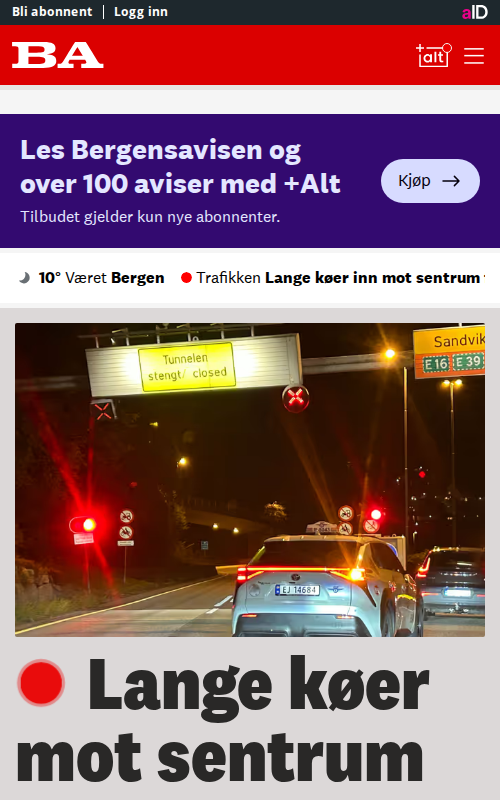 Bli abonnent | Logg inn
aID
BA
+alt
Les Bergensavisen og
over 100 aviser med +Alt
Kjøp →
Tilbudet gjelder kun nye abonnenter.
10° Været Bergen
Trafikken Lange køer inn mot sentrum
Tunnelen
stengt/ closed
Sandvik
E16 E39
EJ 14684
Lange køer
mot sentrum